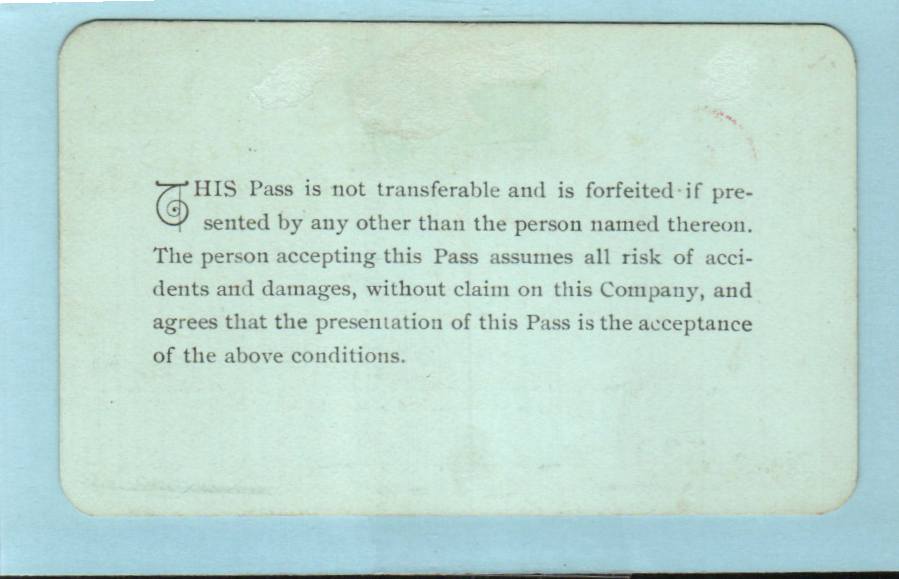 THIS Pass is not transferable and is forfeited if pre-
sented by any other than the person named thereon.
The person accepting this Pass assumes all risk of acci-
dents and damages, without claim on this Company, and
agrees that the presentation of this Pass is the acceptance
of the above conditions.